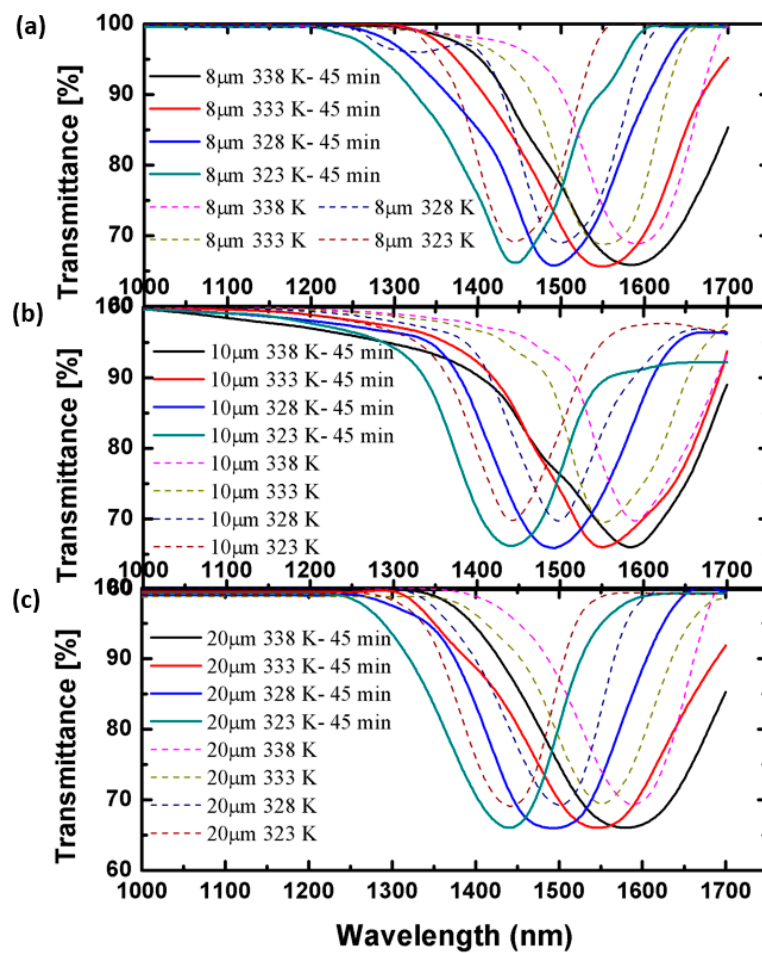 (a)
Transmittance [%]
100
90
80
70
60
8μm 338 K- 45 min
8μm 333 K- 45 min
8μm 328 K- 45 min
8μm 323 K- 45 min
8μm 338 K 8μm 328 K
8μm 333 K 8μm 323 K
1000 1100 1200 1300 1400 1500 1600 1700
(b)
Transmittance [%]
90
80
70
60
10μm 338 K- 45 min
10μm 333 K- 45 min
10μm 328 K- 45 min
10μm 323 K- 45 min
10μm 338 K
10μm 333 K
10μm 328 K
10μm 323 K
1000 1100 1200 1300 1400 1500 1600 1700
(c)
Transmittance [%]
90
80
70
60
20μm 338 K- 45 min
20μm 333 K- 45 min
20μm 328 K- 45 min
20μm 323 K- 45 min
20μm 338 K
20μm 333 K
20μm 328 K
20μm 323 K
1000 1100 1200 1300 1400 1500 1600 1700
Wavelength (nm)